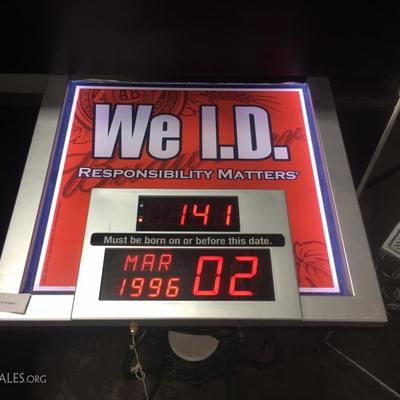 We I.D.
RESPONSIBILITY MATTERS®
141
Must be born on or before this date.
MAR 02
1996
ALES.ORG